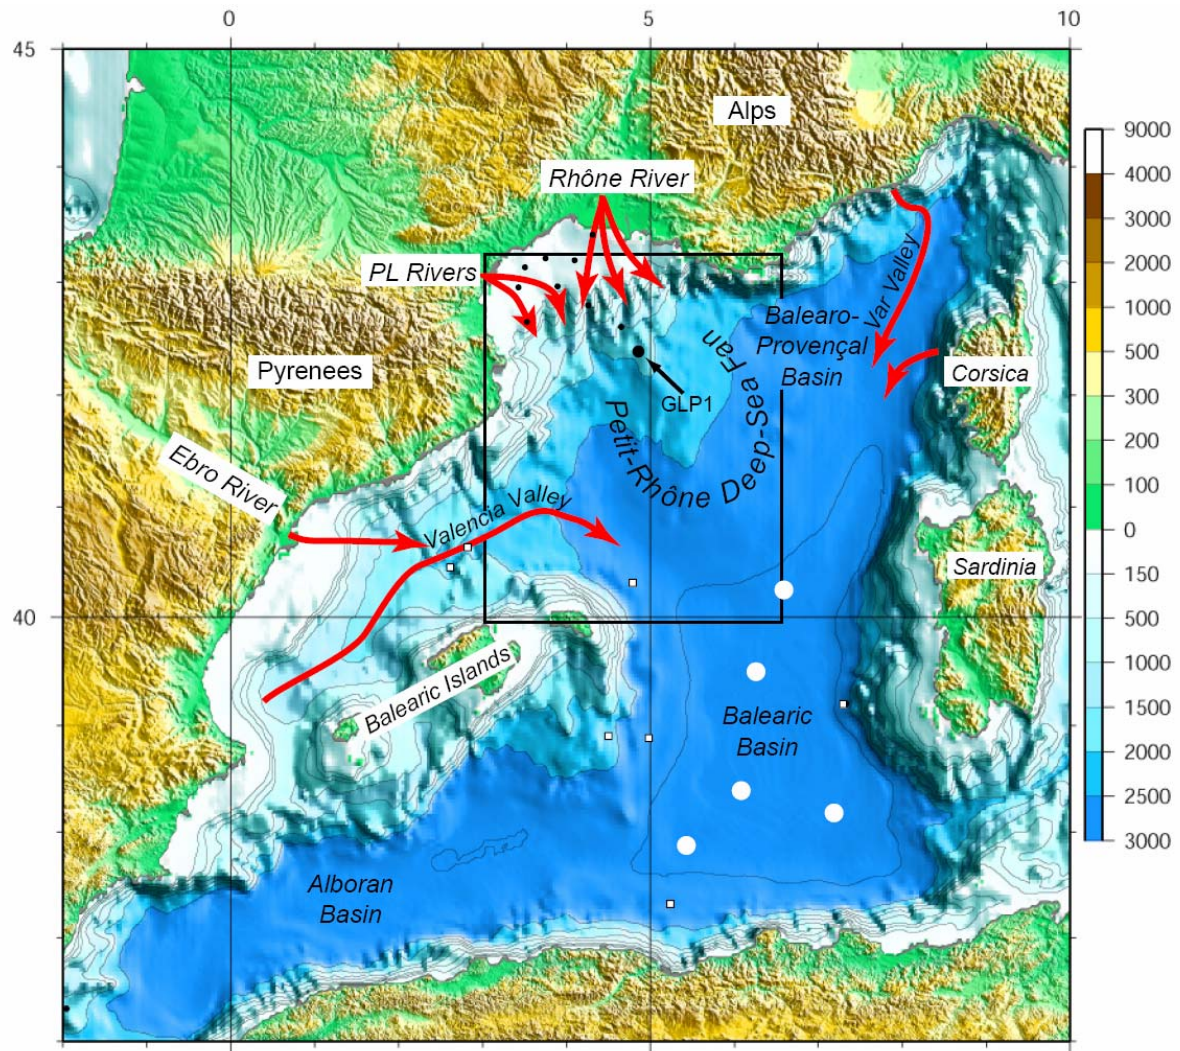 0
5
10
45
Alps
9000
4000
Rhône River
3000
2000
PL Rivers
Var Valley
1000
Balearo-
Provençal
Basin
500
Pyrenees
Corsica
300
GLP1
Petit-Rhône Deep-Sea Fan
200
Ebro River
100
Valencia Valley
0
Sardinia
150
40
500
Balearic Islands
1000
Balearic
Basin
1500
2000
2500
3000
Alboran
Basin